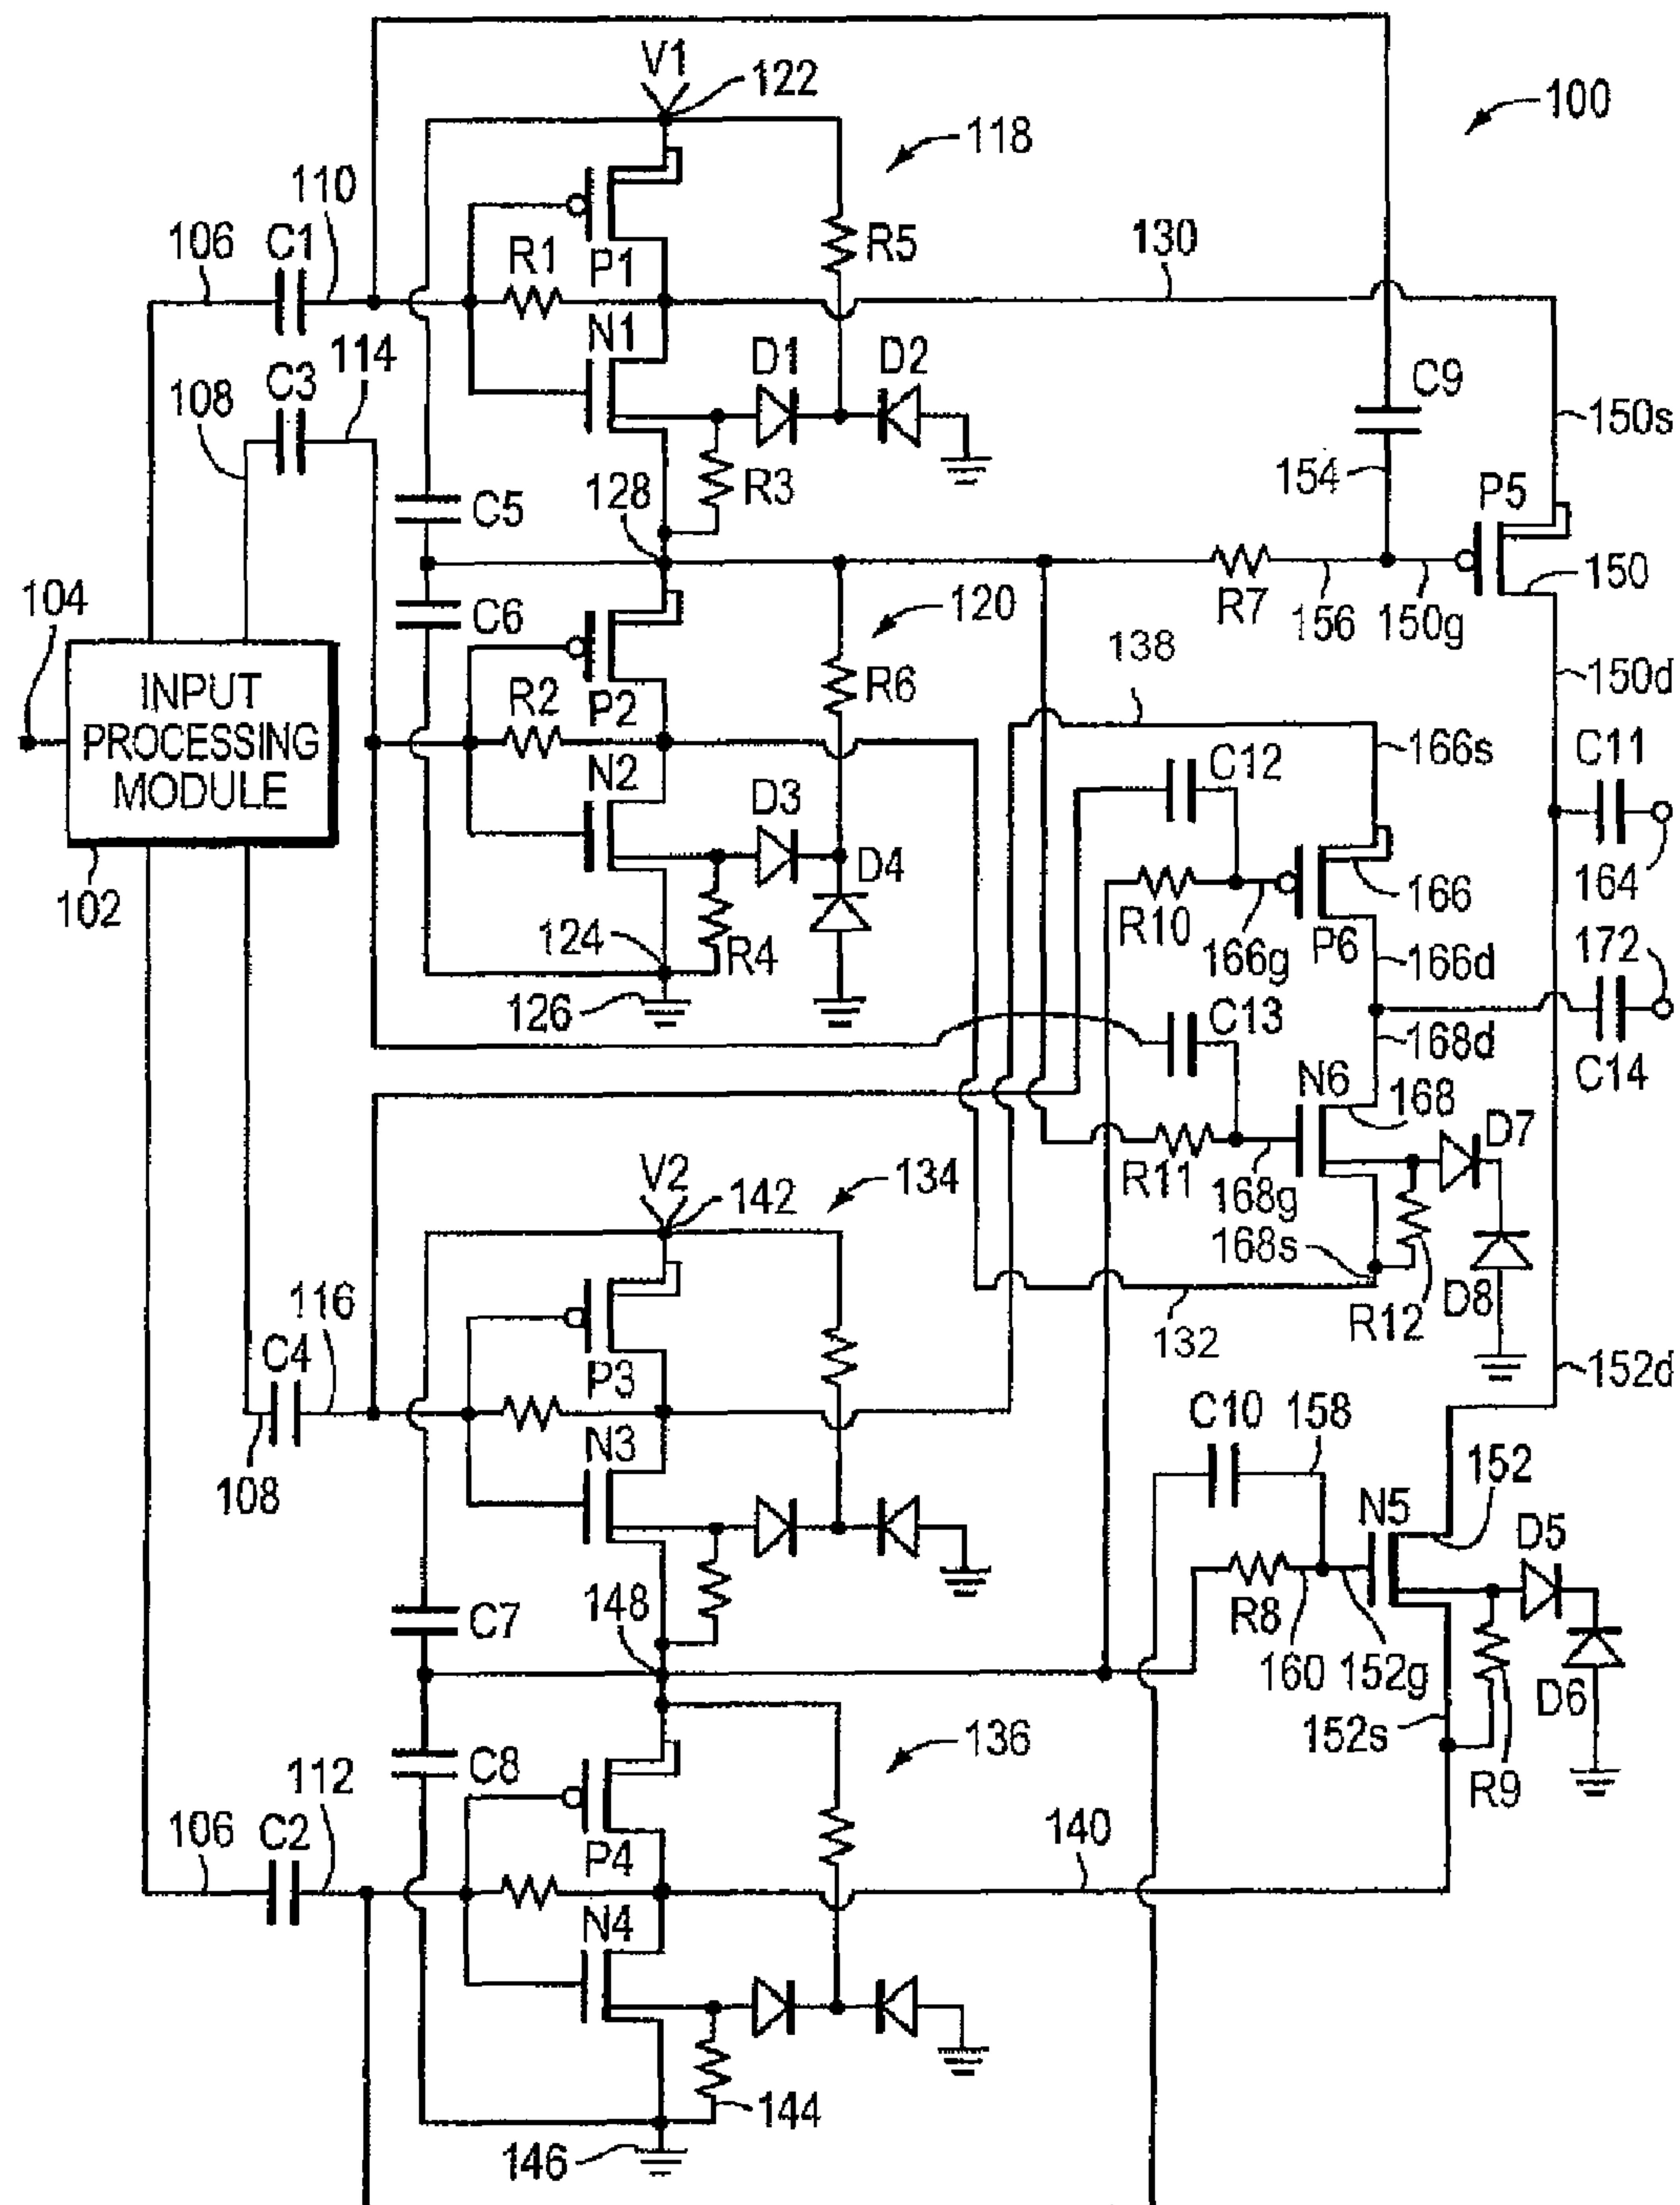 V1
122
100
118
110
106
C1
R1
P1
R5
130
N1
114
C3
108
D1
D2
C9
150s
R3
128
154
P5
C5
104
C6
120
R7
156
150g
150
138
INPUT
PROCESSING
MODULE
R2
P2
R6
150d
N2
166s
C11
C12
D3
D4
102
166
164
R10
124
R4
166g
P6
172
166d
126
C13
168d
C14
N6
168
D7
V2
142
134
R11
168g
168s
D8
R12
116
132
C4
P3
152d
C10
158
N3
108
152
N5
D5
148
C7
R8
160
152g
D6
152s
136
R9
C8
112
106
C2
P4
140
N4
144
146